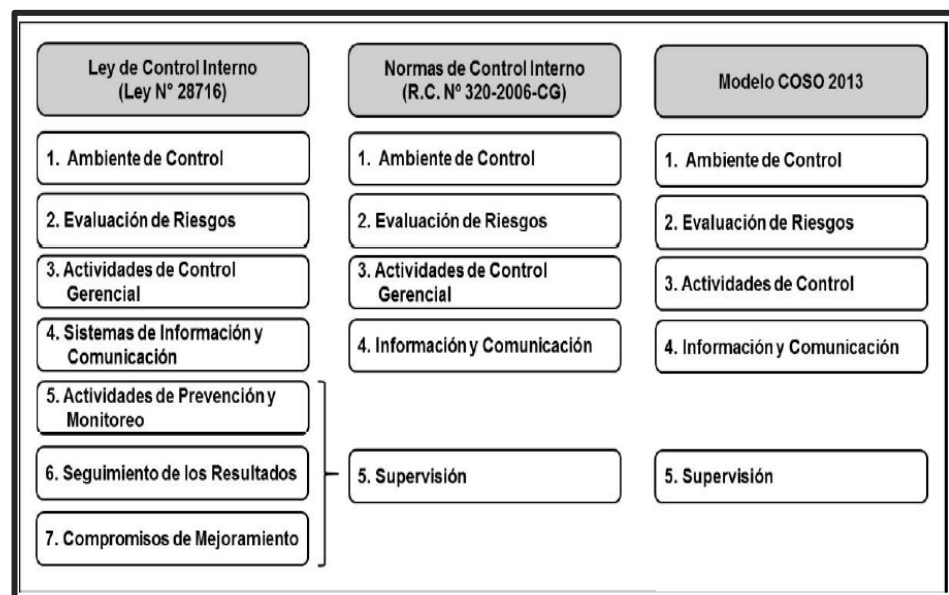 Ley de Control Interno
(Ley N° 28716)
1. Ambiente de Control
2. Evaluación de Riesgos
3. Actividades de Control
Gerencial
4. Sistemas de Información y
Comunicación
5. Actividades de Prevención y
Monitoreo
6. Seguimiento de los Resultados
7. Compromisos de Mejoramiento
Normas de Control Interno
(R.C. Nº 320-2006-CG)
1. Ambiente de Control
2. Evaluación de Riesgos
3. Actividades de Control
Gerencial
4. Información y Comunicación
5. Supervisión
Modelo COSO 2013
1. Ambiente de Control
2. Evaluación de Riesgos
3. Actividades de Control
4. Información y Comunicación
5. Supervisión